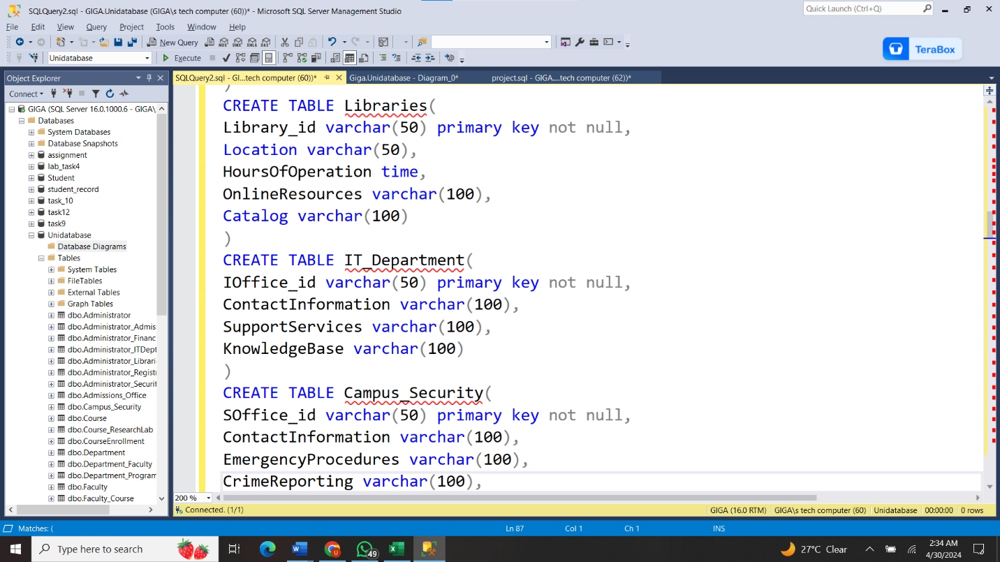 SQLQuery2.sql - GIGA.Unidatabase (GIGA\s tech computer (60))* - Microsoft SQL Server Management Studio
Quick Launch (Ctrl+Q)
File Edit View Query Project Tools Window Help
New Query
Unidatabase
Execute
TeraBox
Object Explorer
SQLQuery2.sql - GI...tech computer (60))*
Giga.Unidatabase - Diagram_0*
project.sql - GIGA....tech computer (62))*
Connect
GIGA (SQL Server 16.0.1000.6 - GIGA\
Databases
System Databases
Database Snapshots
assignment
lab_task4
Student
student_record
task_10
task12
task9
Unidatabase
Database Diagrams
Tables
System Tables
FileTables
External Tables
Graph Tables
dbo.Administrator
dbo.Administrator_Admis
dbo.Administrator_Financ
dbo.Administrator_ITDept
dbo.Administrator_Librari
dbo.Administrator_Registr
dbo.Administrator_Securit
dbo.Admissions_Office
dbo.Campus_Security
dbo.Course
dbo.Course_ResearchLab
dbo.CourseEnrollment
dbo.Department
dbo.Department_Faculty
dbo.Department_Program
dbo.Faculty
dbo.Faculty_Course
)
CREATE TABLE Libraries(
Library_id varchar(50) primary key not null,
Location varchar(50),
HoursOfOperation time,
OnlineResources varchar(100),
Catalog varchar(100)
)
CREATE TABLE IT_Department(
IOffice_id varchar(50) primary key not null,
ContactInformation varchar(100),
SupportServices varchar(100),
KnowledgeBase varchar(100)
)
CREATE TABLE Campus_Security(
SOffice_id varchar(50) primary key not null,
ContactInformation varchar(100),
EmergencyProcedures varchar(100),
CrimeReporting varchar(100),
200 %
Connected. (1/1)
GIGA (16.0 RTM)
GIGA\s tech computer (60)
Unidatabase
00:00:00
0 rows
Matches: (
Ln 87
Col 1
Ch 1
INS
Type here to search
49
27°C Clear
2:34 AM
4/30/2024